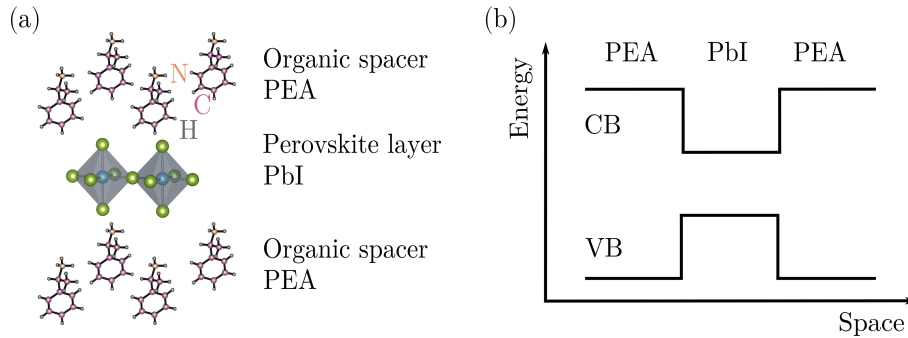 (a)
N
C
H
Organic spacer
PEA
Perovskite layer
PbI
Organic spacer
PEA
(b)
Energy
PEA PbI PEA
CB
VB
Space